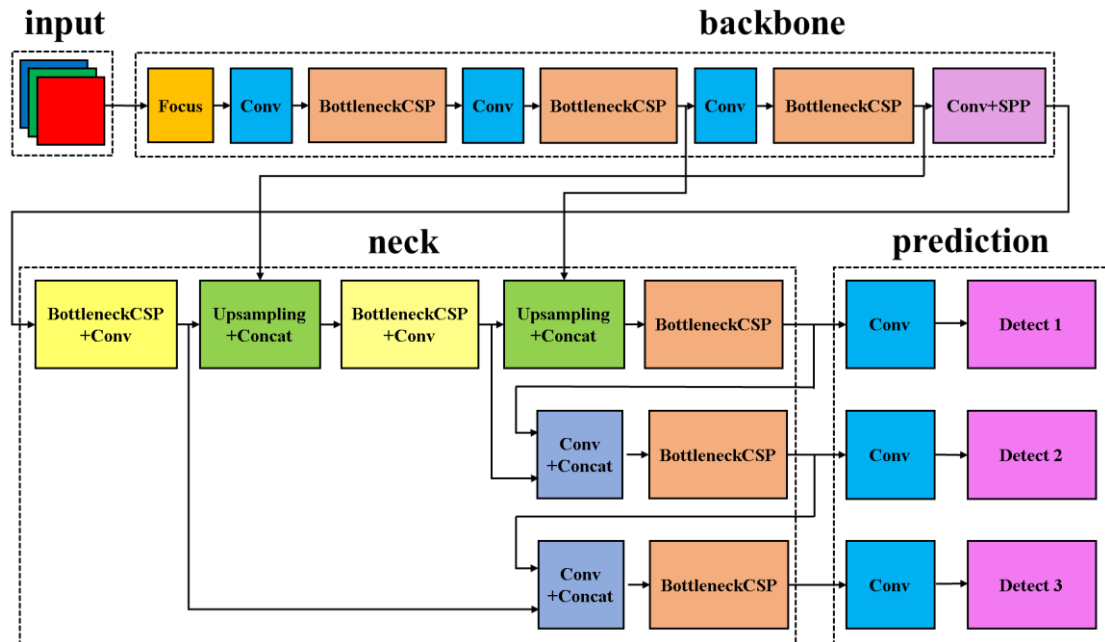 input
backbone
Focus
Conv
BottleneckCSP
Conv
BottleneckCSP
Conv
BottleneckCSP
Conv+SPP
neck
prediction
BottleneckCSP
+Conv
Upsampling
+Concat
BottleneckCSP
+Conv
Upsampling
+Concat
BottleneckCSP
Conv
Detect 1
Conv
+Concat
BottleneckCSP
Conv
Detect 2
Conv
+Concat
BottleneckCSP
Conv
Detect 3